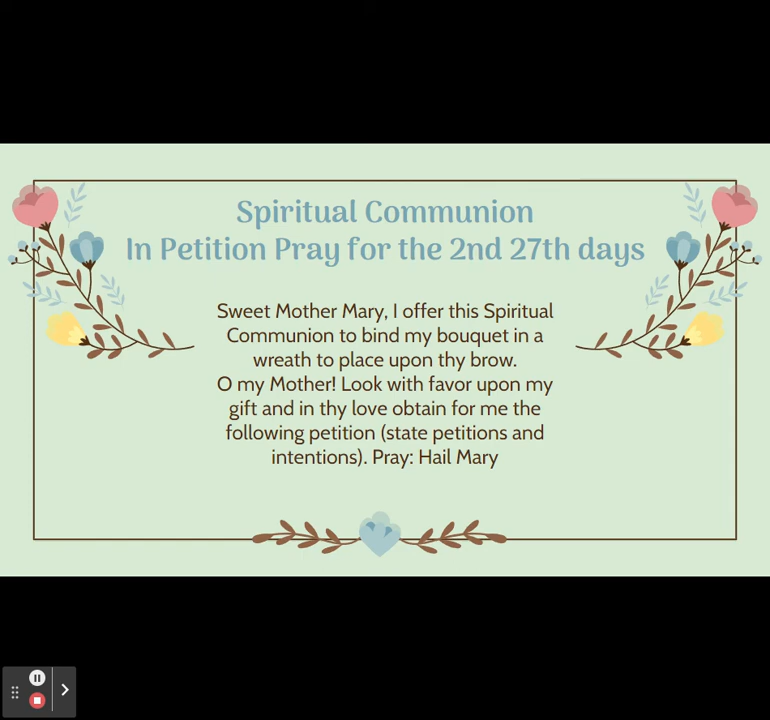 Spiritual Communion
In Petition Pray for the 2nd 27th days
Sweet Mother Mary, I offer this Spiritual
Communion to bind my bouquet in a
wreath to place upon thy brow.
O my Mother! Look with favor upon my
gift and in thy love obtain for me the
following petition (state petitions and
intentions). Pray: Hail Mary